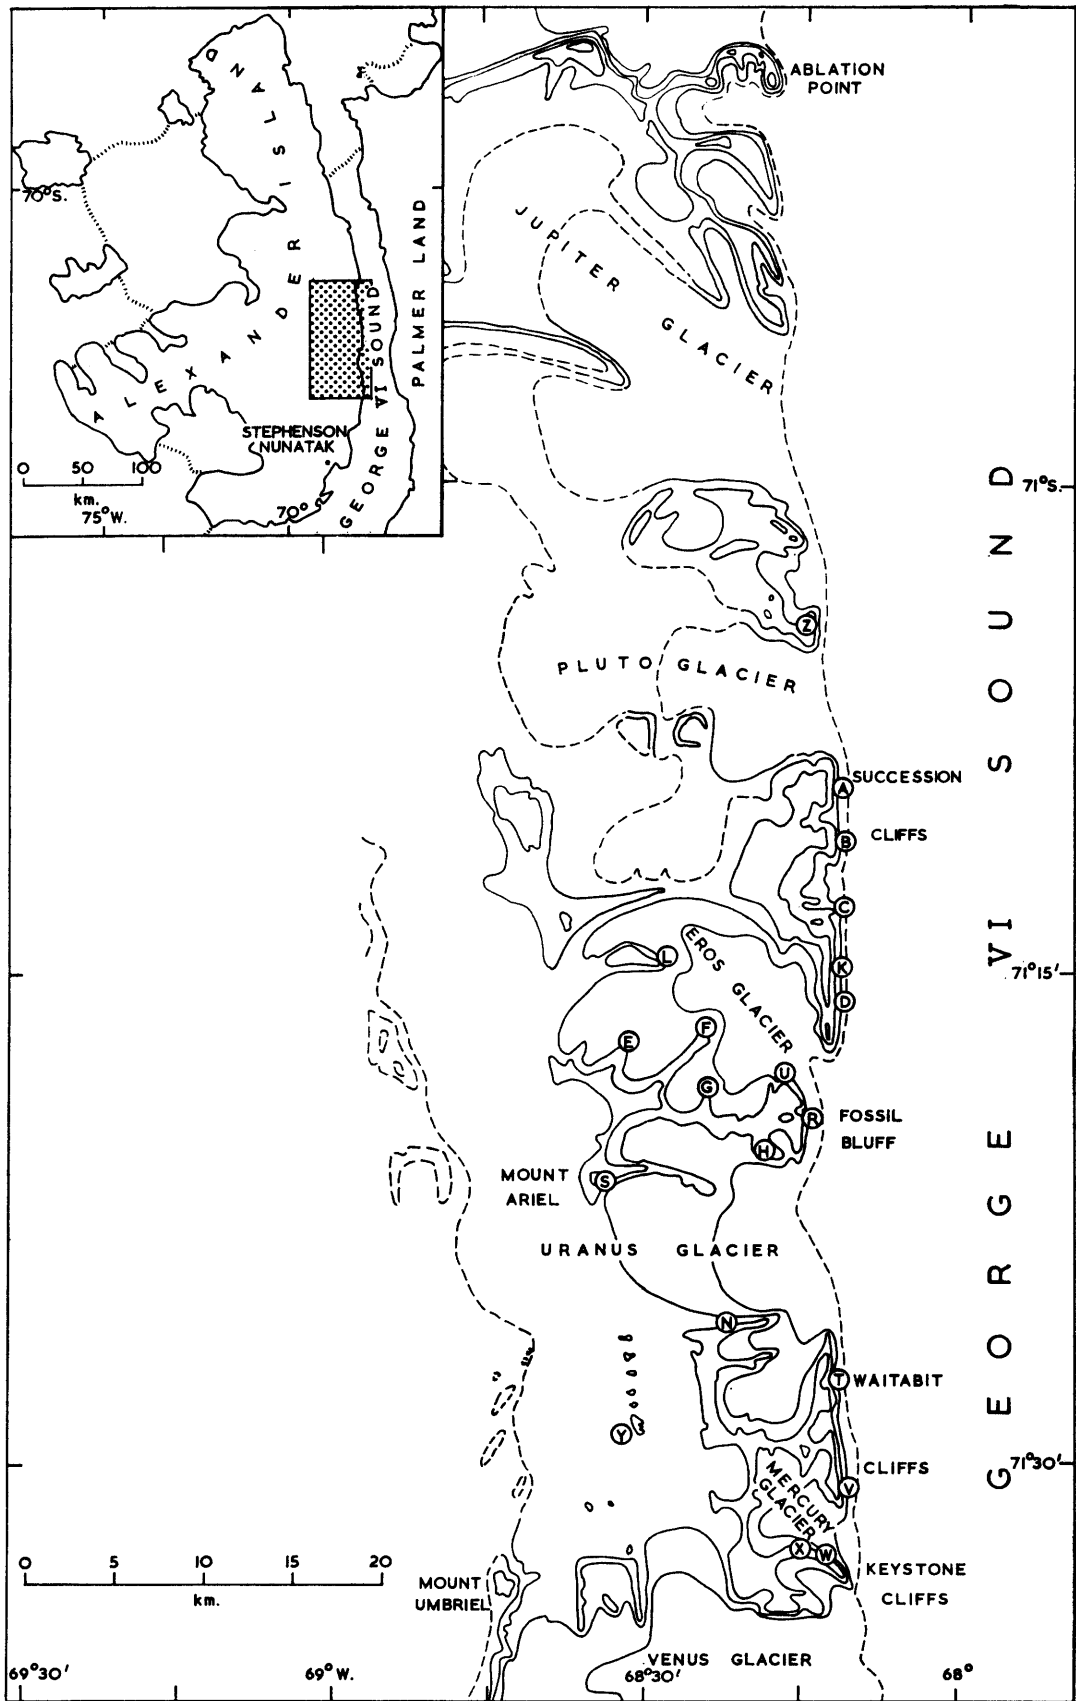 ALEXANDER ISLAND
70°S.
PALMER LAND
GEORGE VI SOUND
STEPHENSON
NUNATAK
0 50 100
km.
75°W.
70°
ABLATION
POINT
JUPITER GLACIER
71°S.
Z
PLUTO GLACIER
A
SUCCESSION
B
CLIFFS
C
EROS GLACIER
L
K
71°15'
D
F
E
U
G
R
FOSSIL
BLUFF
H
MOUNT
ARIEL
S
URANUS GLACIER
GEORGE VI SOUND
N
T
WAITABIT
Y
CLIFFS
71°30'
V
MERCURY
GLACIER
X
W
KEYSTONE
CLIFFS
0 5 10 15 20
km.
MOUNT
UMBRIEL
VENUS GLACIER
69°30'
69°W.
68°30'
68°